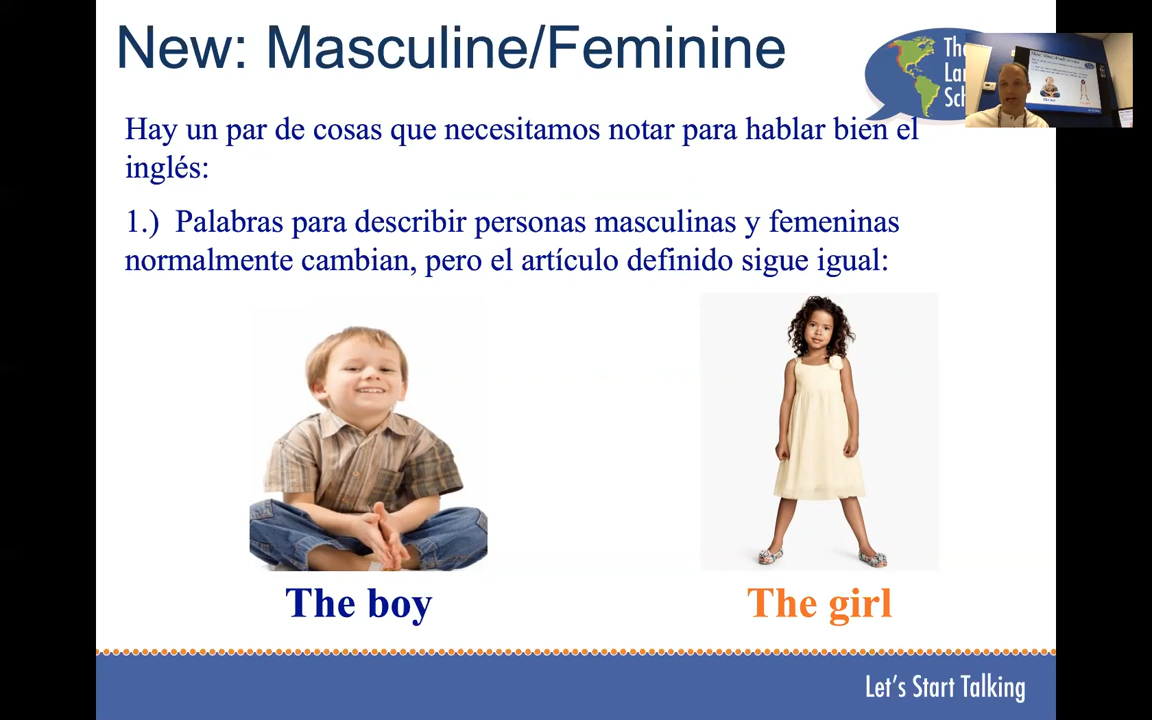 New: Masculine/Feminine
Hay un par de cosas que necesitamos notar para hablar bien el
inglés:
1.) Palabras para describir personas masculinas y femeninas
normalmente cambian, pero el artículo definido sigue igual:
The boy
The girl
Let's Start Talking